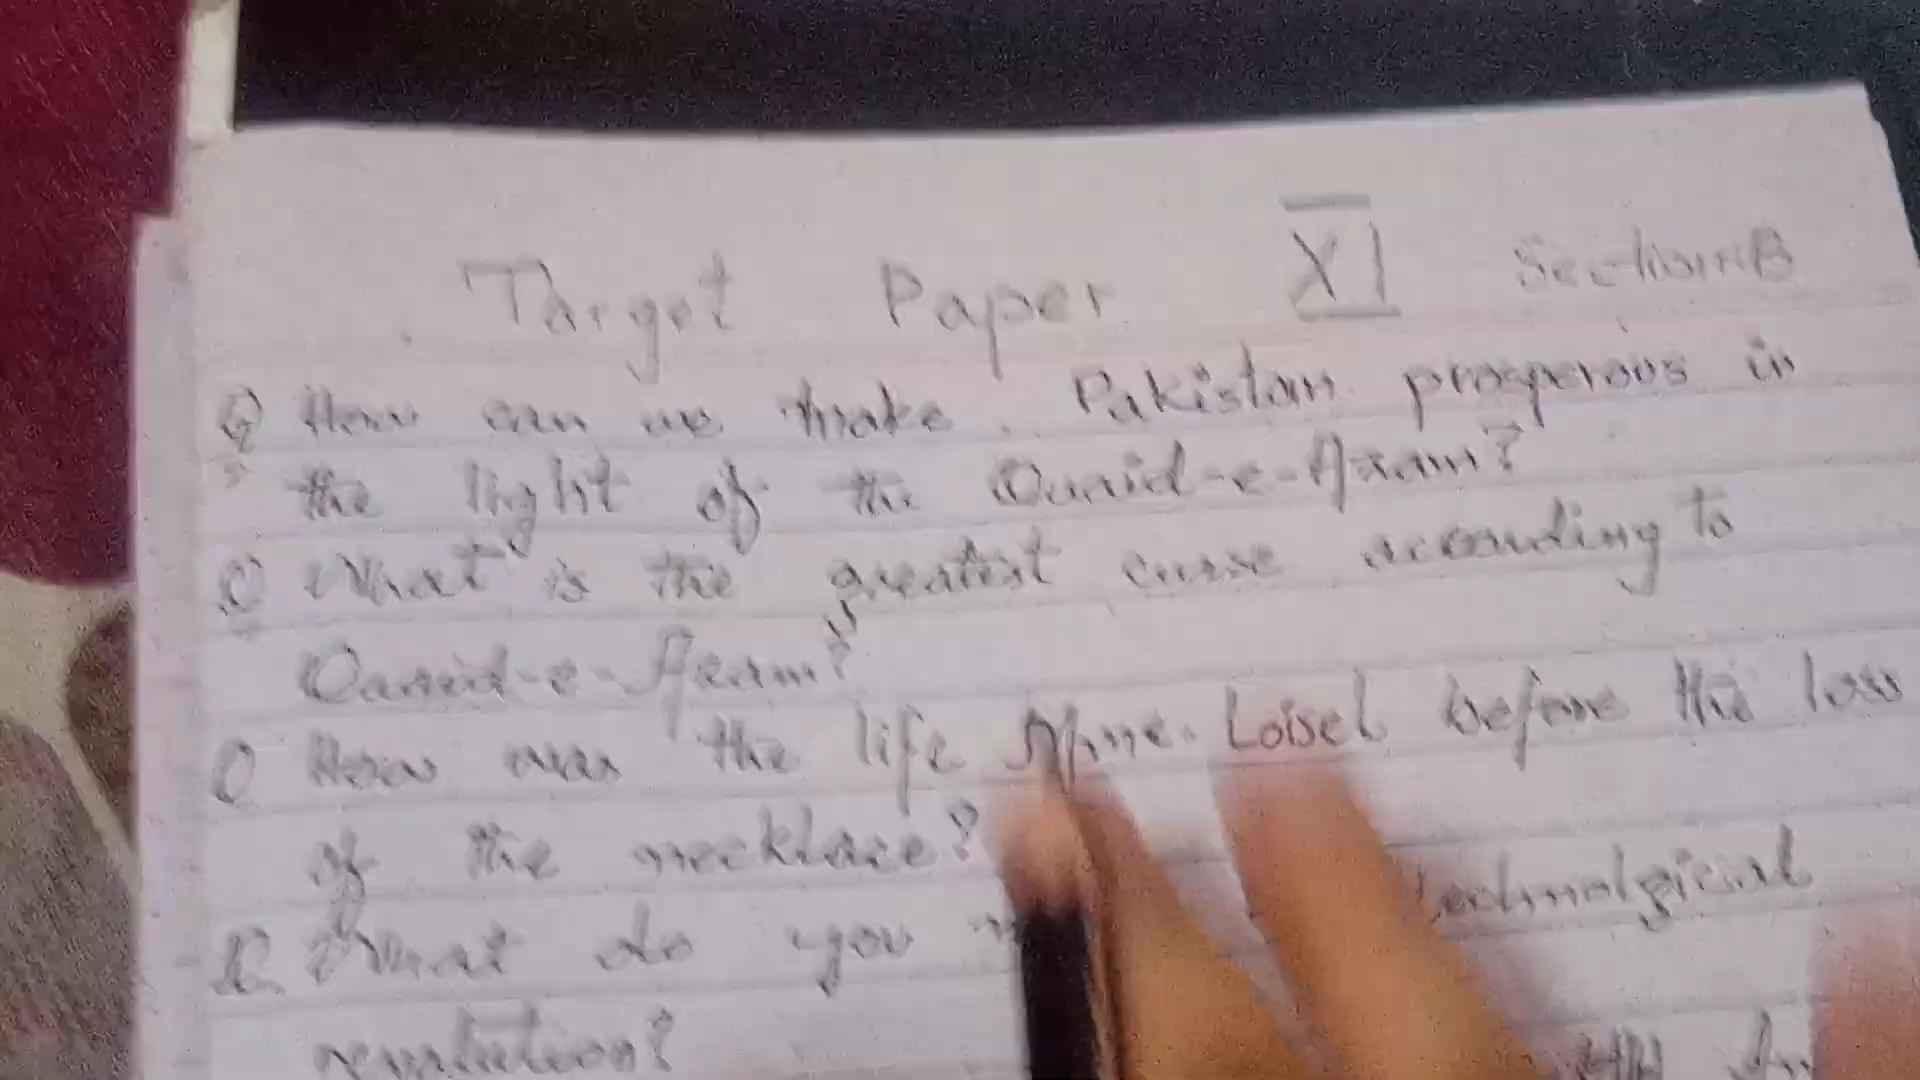 Target Paper XI Section B
Q How can we make Pakistan prosperous in
the light of the Quaid-e-Azam?
Q What is the greatest curse according to
Quaid-e-Azam?
Q How was the life Mme. Loisel before the loss
of the necklace?
Q What do you technolgical
revolution?